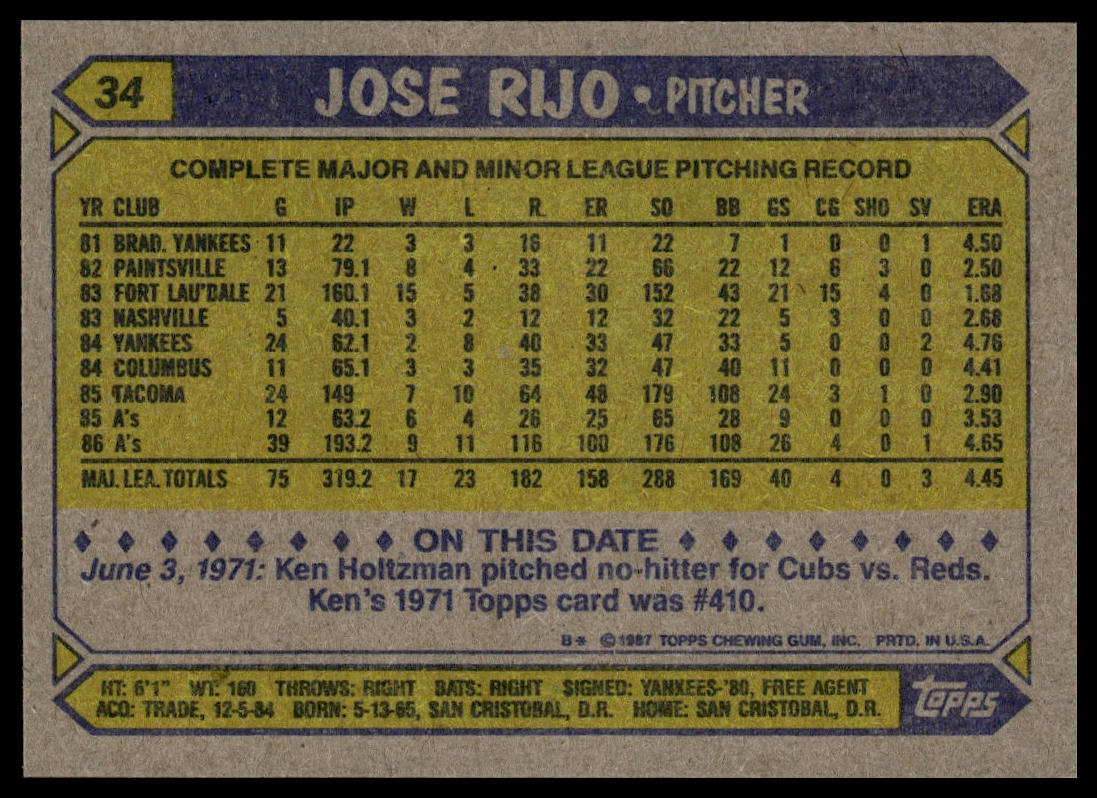 34 JOSE RIJO • PITCHER
COMPLETE MAJOR AND MINOR LEAGUE PITCHING RECORD
YR CLUB G IP W L R ER SO BB GS CG SHO SV ERA
81 BRAD. YANKEES 11 22 3 3 16 11 22 7 1 0 0 1 4.50
82 PAINTSVILLE 13 79.1 8 4 33 22 66 22 12 6 3 0 2.50
83 FORT LAU'DALE 21 160.1 15 5 38 30 152 43 21 15 4 0 1.68
83 NASHVILLE 5 40.1 3 2 12 12 32 22 5 3 0 0 2.68
84 YANKEES 24 62.1 2 8 40 33 47 33 5 0 0 2 4.76
84 COLUMBUS 11 65.1 3 3 35 32 47 40 11 0 0 0 4.41
85 TACOMA 24 149 7 10 64 48 179 108 24 3 1 0 2.90
85 A's 12 63.2 6 4 26 25 65 28 9 0 0 0 3.53
86 A's 39 193.2 9 11 116 100 176 108 26 4 0 1 4.65
MAJ. LEA. TOTALS 75 319.2 17 23 182 158 288 169 40 4 0 3 4.45
ON THIS DATE
June 3, 1971: Ken Holtzman pitched no-hitter for Cubs vs. Reds.
Ken's 1971 Topps card was #410.
B* © 1987 TOPPS CHEWING GUM, INC. PRTD. IN U.S.A.
HT: 6'1" WT: 160 THROWS: RIGHT BATS: RIGHT SIGNED: YANKEES-'80, FREE AGENT
ACQ: TRADE, 12-5-84 BORN: 5-13-65, SAN CRISTOBAL, D.R. HOME: SAN CRISTOBAL, D.R.
Topps